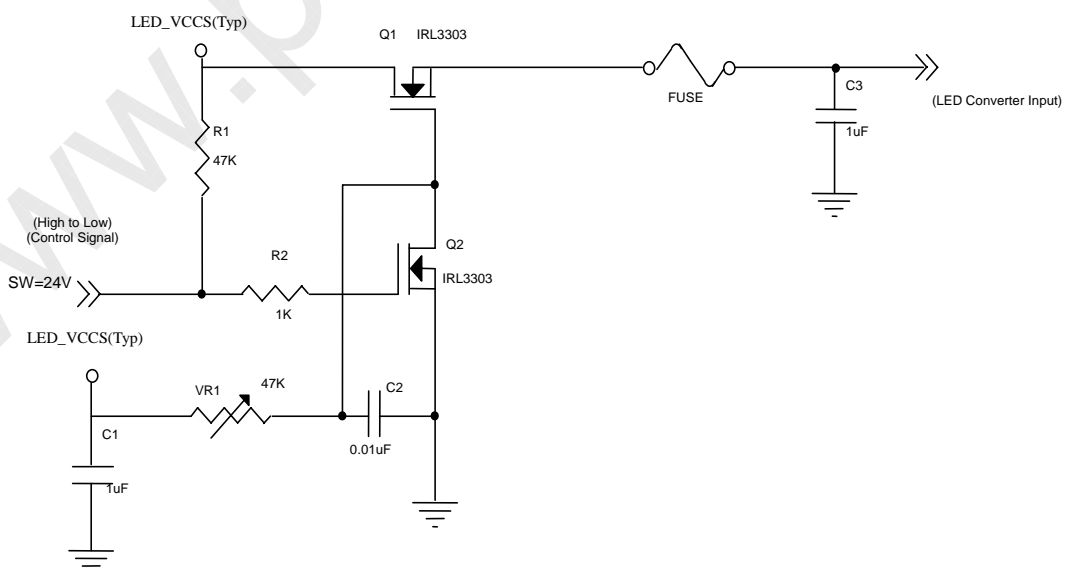 LED_VCCS(Typ)
Q1 IRL3303
FUSE
C3
1uF
(LED Converter Input)
R1
47K
(High to Low)
(Control Signal)
SW=24V
R2
1K
Q2
IRL3303
LED_VCCS(Typ)
VR1
47K
C2
0.01uF
C1
1uF